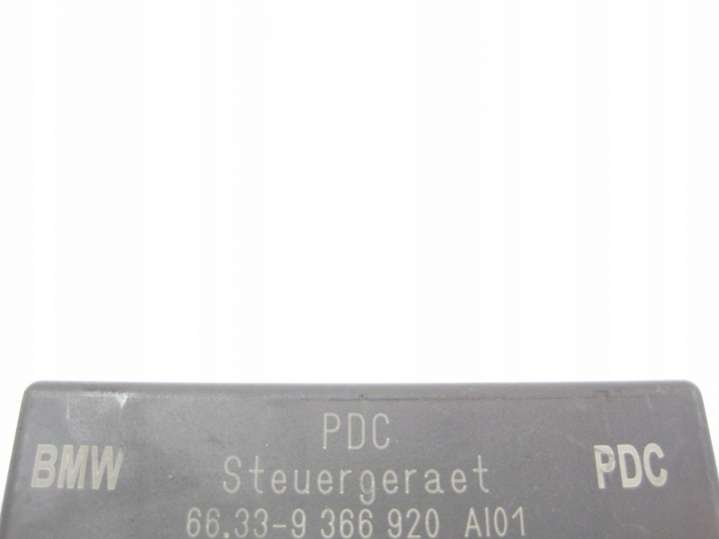 PDC
BMW Steuergeraet PDC
66.33-9 366 920 AI01